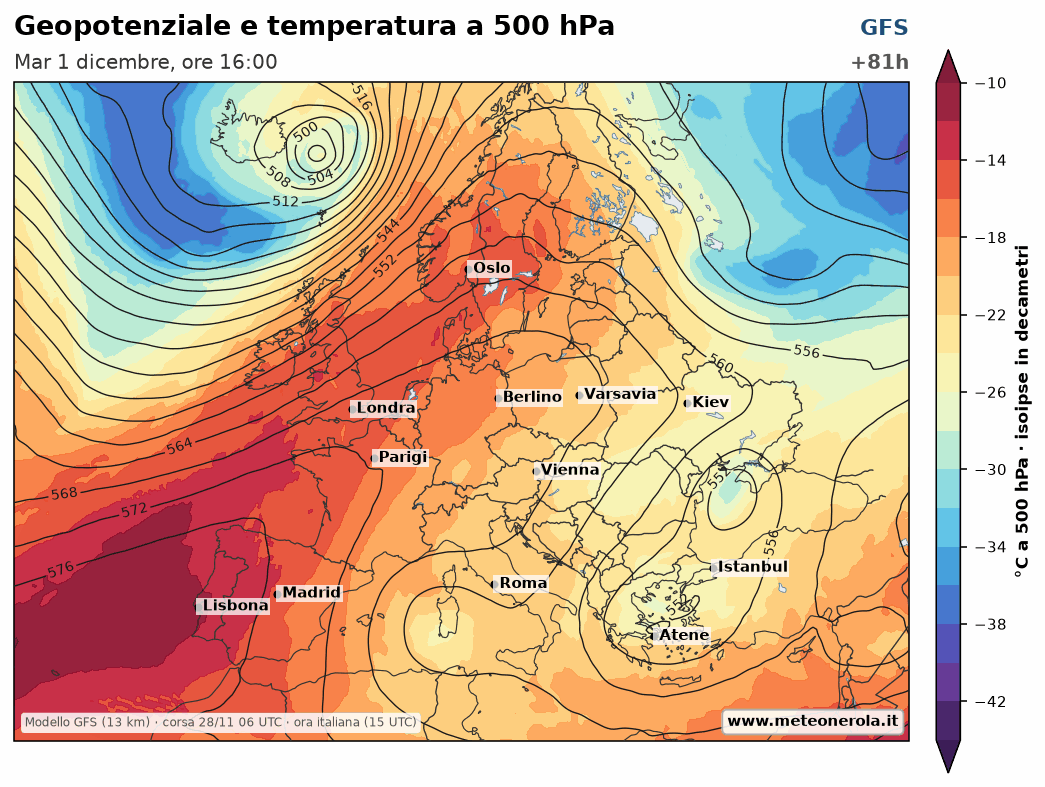 Geopotenziale e temperatura a 500 hPa
GFS
Mar 1 dicembre, ore 16:00
+81h
516
500
508
504
512
544
552
Oslo
556
560
Berlino
Varsavia
Kiev
Londra
564
Parigi
Vienna
552
568
572
556
576
Istanbul
Roma
Madrid
Lisbona
Atene
Modello GFS (13 km) · corsa 28/11 06 UTC · ora italiana (15 UTC)
www.meteonerola.it
−10
−14
−18
−22
−26
−30
−34
−38
−42
°C a 500 hPa · isoipse in decametri